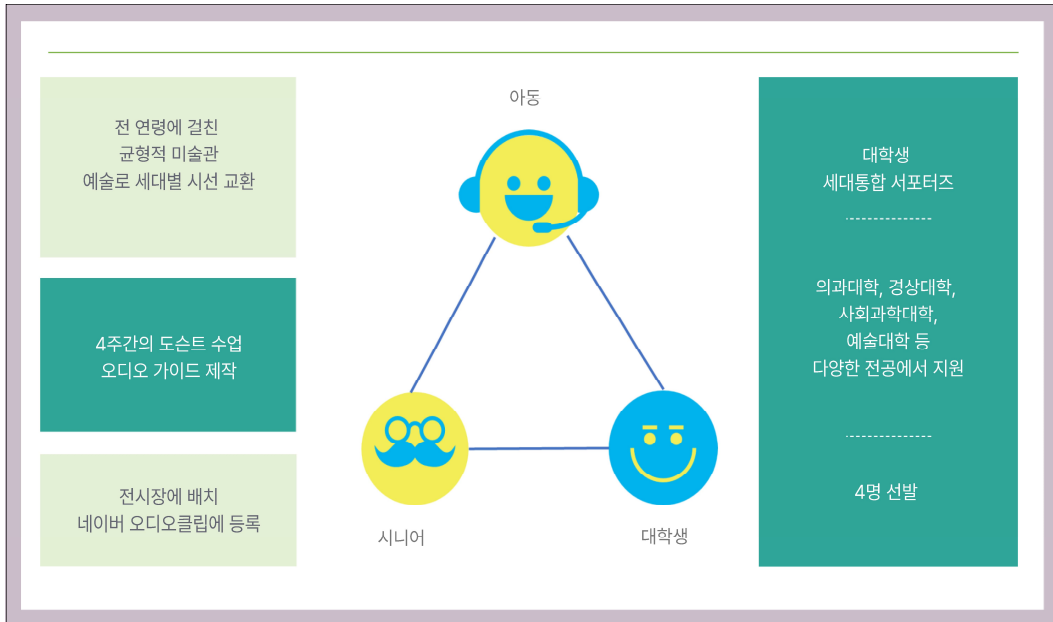 전 연령에 걸친
균형적 미술관
예술로 세대별 시선 교환
4주간의 도슨트 수업
오디오 가이드 제작
전시장에 배치
네이버 오디오클립에 등록
아동
시니어
대학생
대학생
세대통합 서포터즈
의과대학, 경상대학,
사회과학대학,
예술대학 등
다양한 전공에서 지원
4명 선발